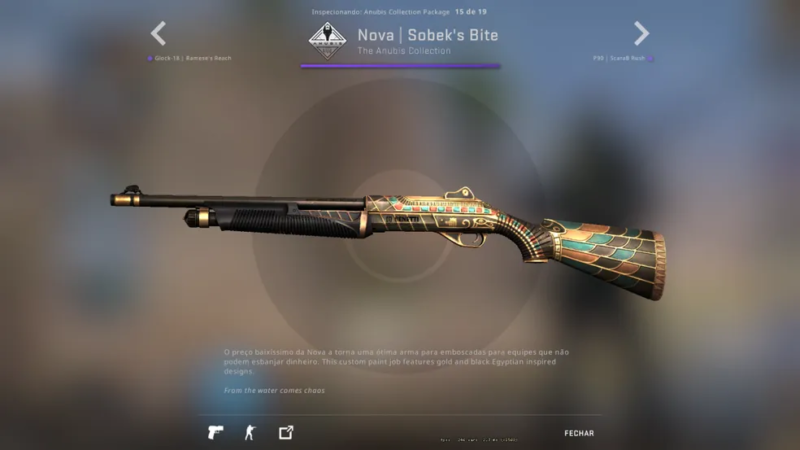 Inspecionando: Anubis Collection Package 15 de 19
Nova | Sobek's Bite
The Anubis Collection
Glock-18 | Ramese's Reach
P90 | ScaraB Rush
O preço baixíssimo da Nova a torna uma ótima arma para emboscadas para equipes que não
podem esbanjar dinheiro. This custom paint job features gold and black Egyptian inspired
designs.
From the water comes chaos
FECHAR